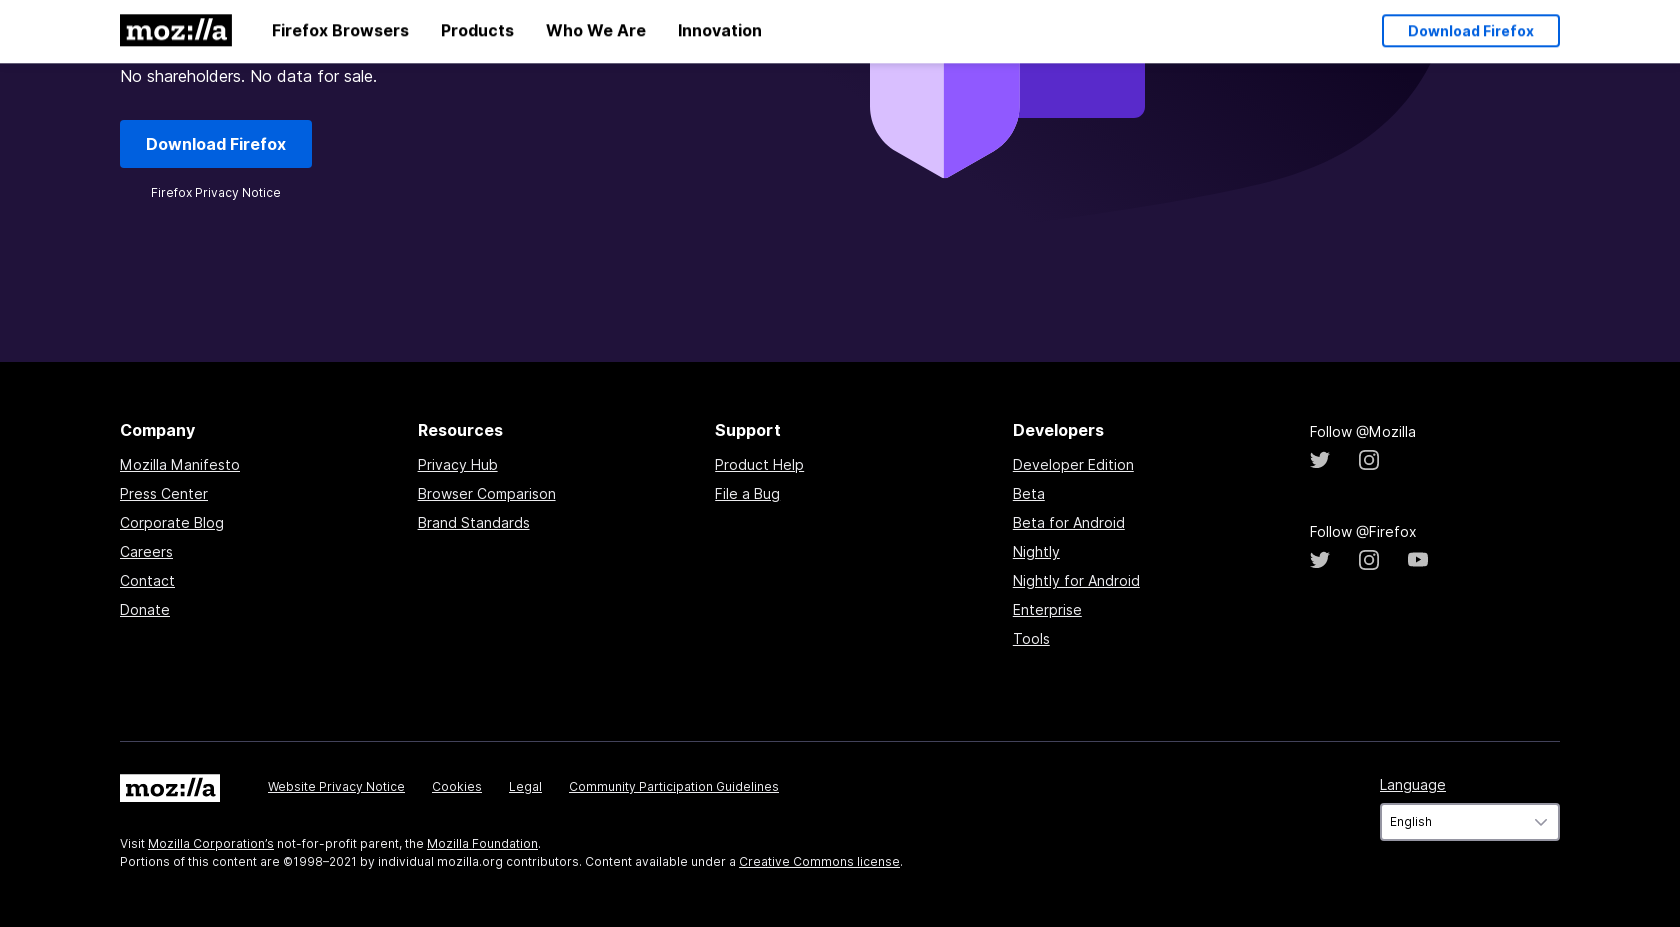 moz://a
Firefox Browsers
Products
Who We Are
Innovation
Download Firefox
No shareholders. No data for sale.
Download Firefox
Firefox Privacy Notice
Company
Mozilla Manifesto
Press Center
Corporate Blog
Careers
Contact
Donate
Resources
Privacy Hub
Browser Comparison
Brand Standards
Support
Product Help
File a Bug
Developers
Developer Edition
Beta
Beta for Android
Nightly
Nightly for Android
Enterprise
Tools
Follow @Mozilla
Follow @Firefox
moz://a
Website Privacy Notice
Cookies
Legal
Community Participation Guidelines
Language
English
Visit Mozilla Corporation’s not-for-profit parent, the Mozilla Foundation.
Portions of this content are ©1998–2021 by individual mozilla.org contributors. Content available under a Creative Commons license.